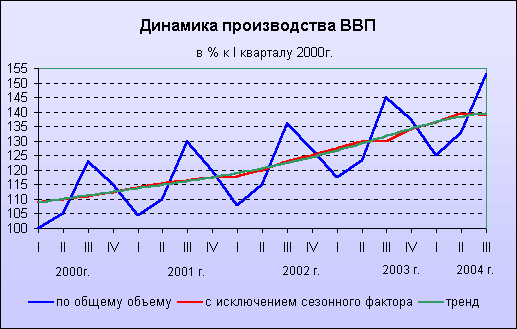 Динамика производства ВВП
в % к I кварталу 2000г.
155
150
145
140
135
130
125
120
115
110
105
100
I II III IV I II III IV I II III IV I II III IV I II III
2000г. 2001 г. 2002 г. 2003 г. 2004 г.
по общему объему с исключением сезонного фактора тренд